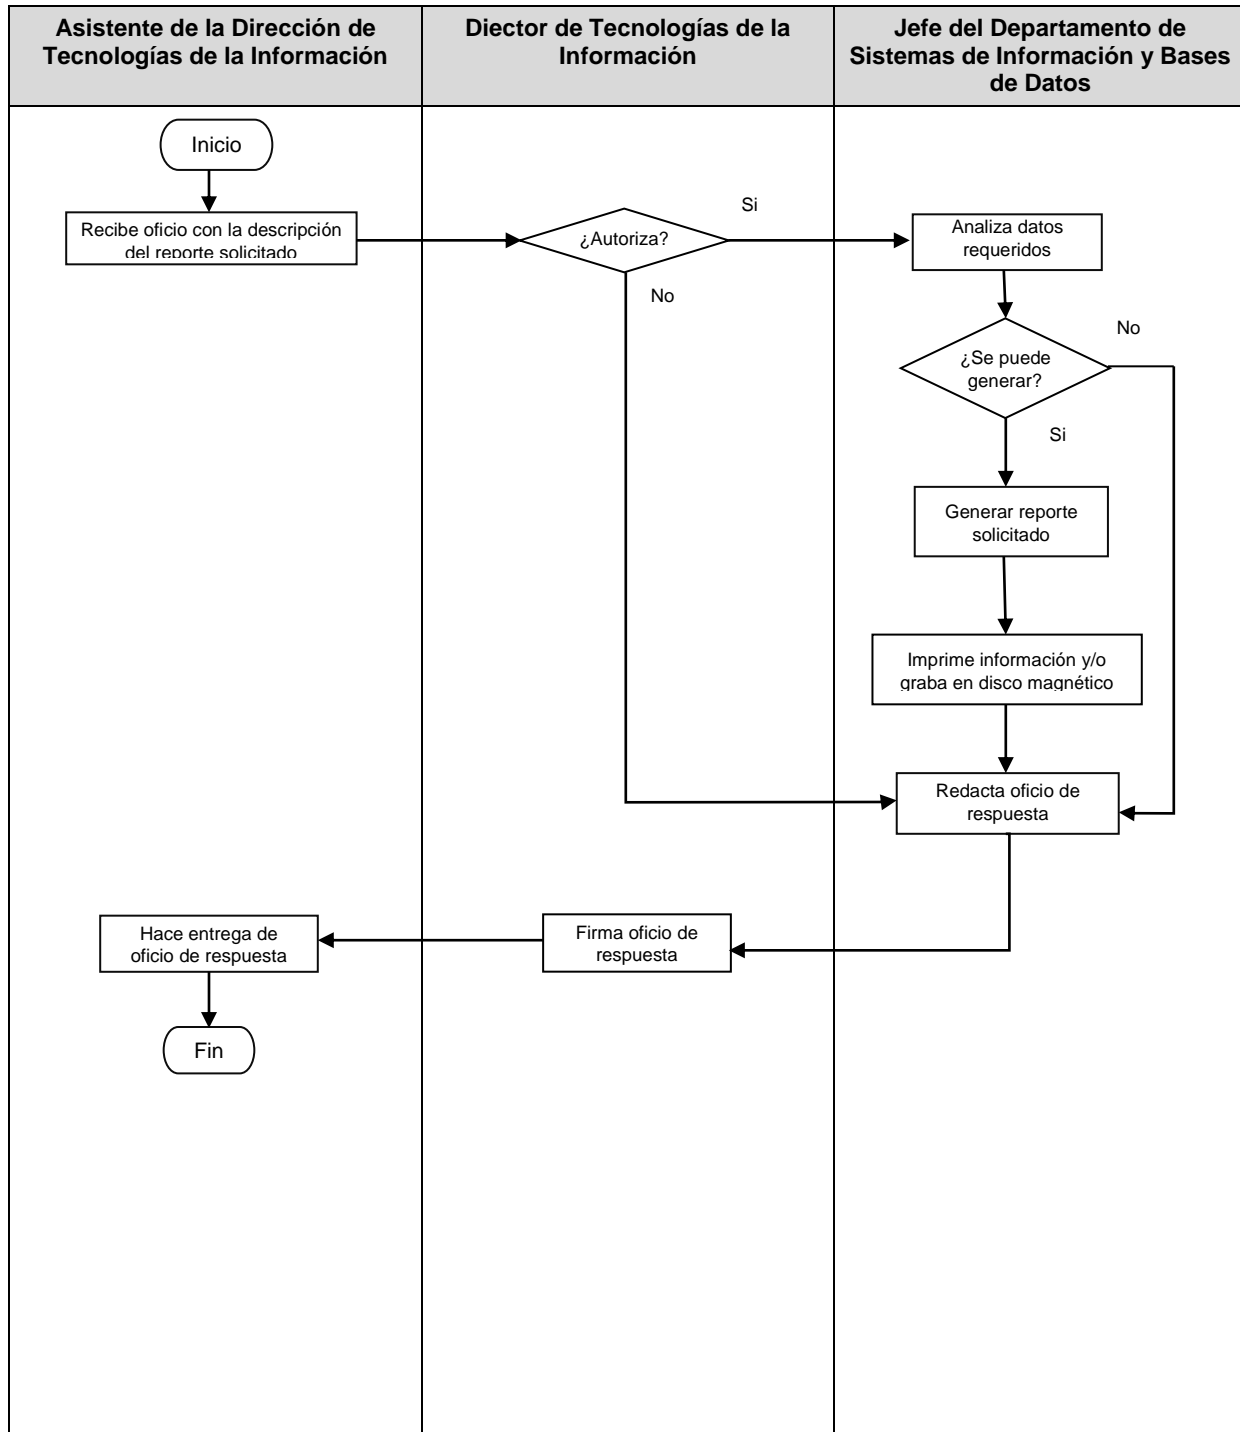 Asistente de la Dirección de
Tecnologías de la Información
Diector de Tecnologías de la
Información
Jefe del Departamento de
Sistemas de Información y Bases
de Datos
Inicio
Recibe oficio con la descripción
del reporte solicitado
¿Autoriza?
Si
No
Analiza datos
requeridos
¿Se puede
generar?
No
Si
Generar reporte
solicitado
Imprime información y/o
graba en disco magnético
Redacta oficio de
respuesta
Firma oficio de
respuesta
Hace entrega de
oficio de respuesta
Fin